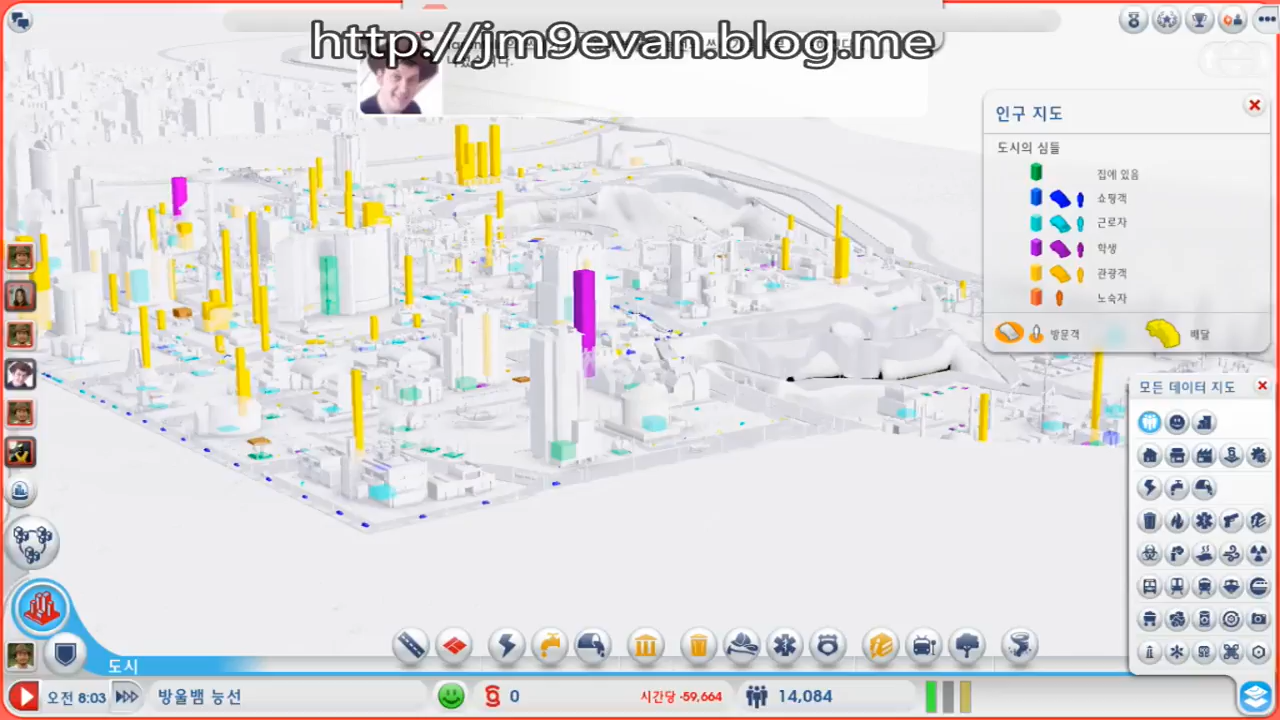 http://jm9evan.blog.me
인구 지도
도시의 심들
집에 있음
쇼핑객
근로자
학생
관광객
노숙자
방문객
배달
모든 데이터 지도
도시
오전 8:03
방울뱀 능선
0
시간당 -59,664
14,084